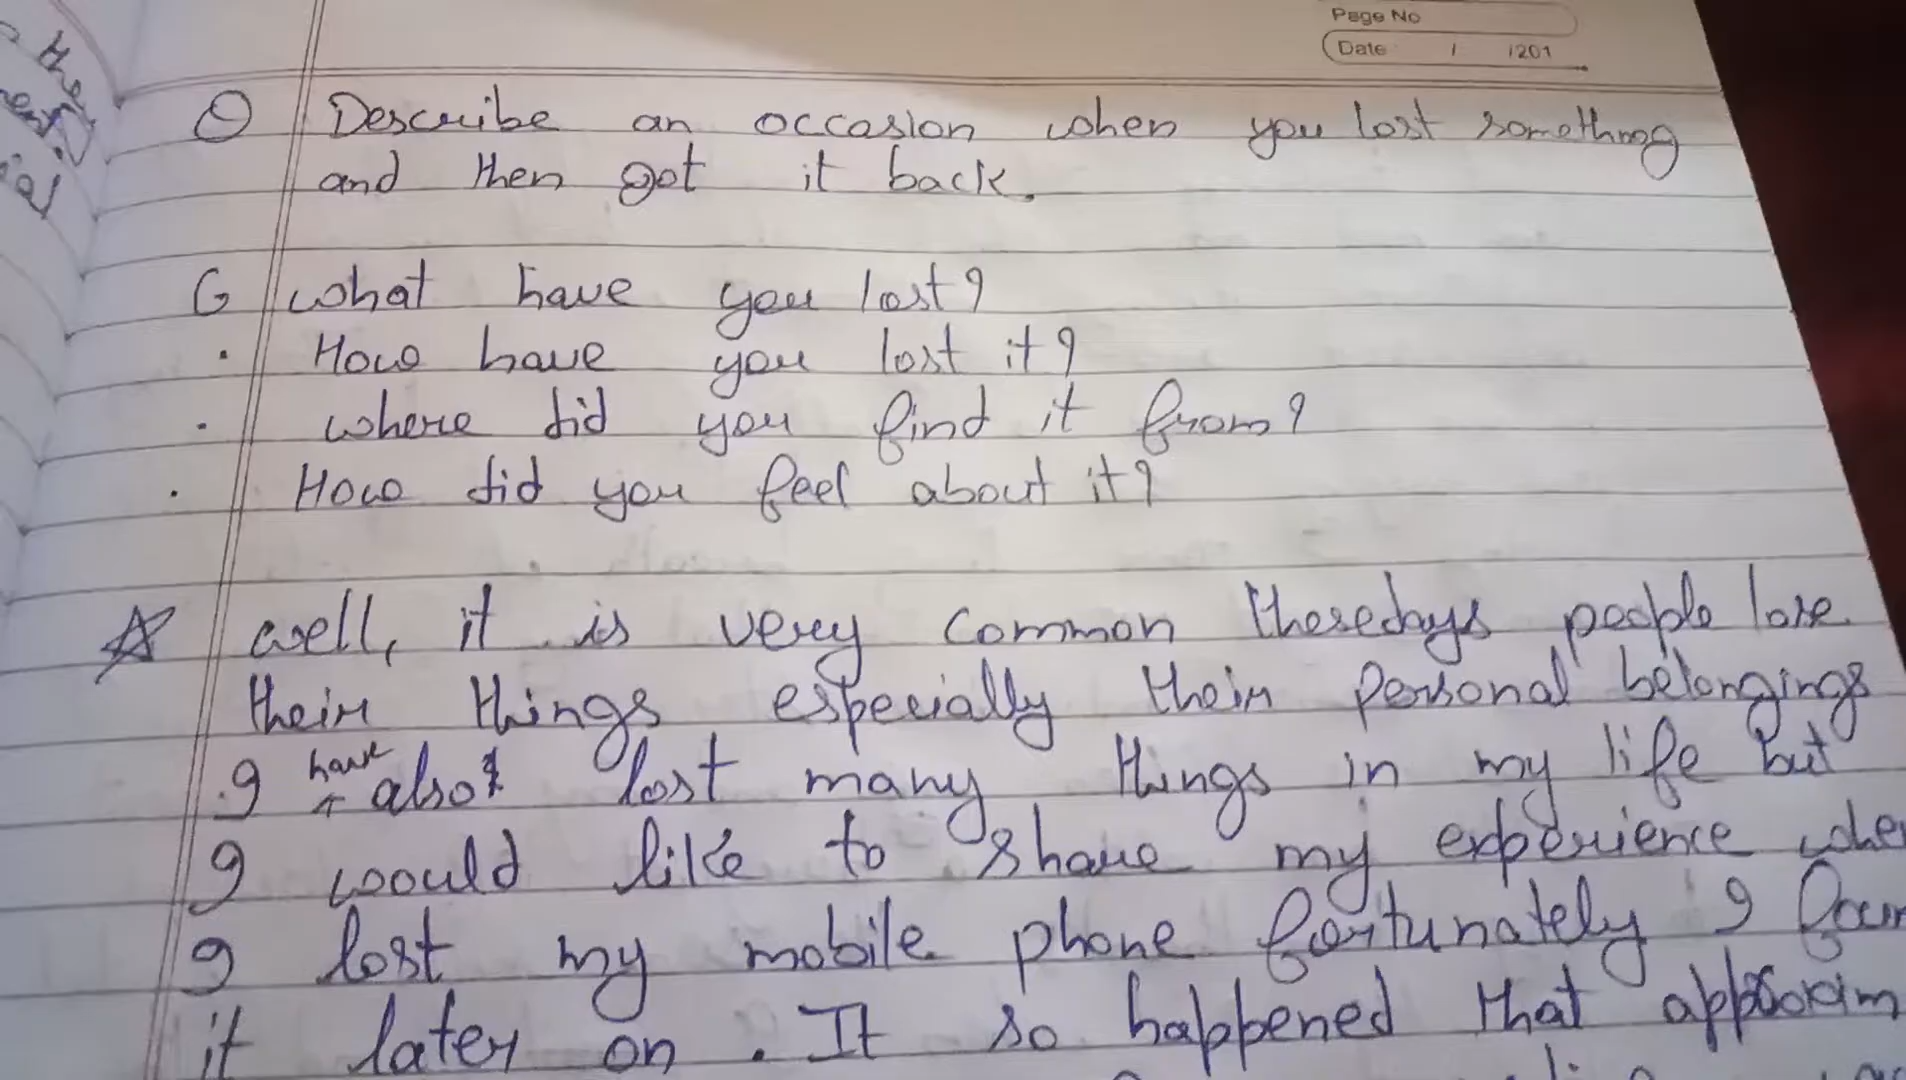 Page No
Date / /201
Describe an occasion when you lost something
and then got it back.
G what have you lost?
. How have you lost it?
. where did you find it from?
. How did you feel about it?
well, it is very common thesedays people lose
their things especially their personal belongings
I have also lost many things in my life but
I would like to share my experience
I lost my mobile phone fortunately I
it later on. It so happened that